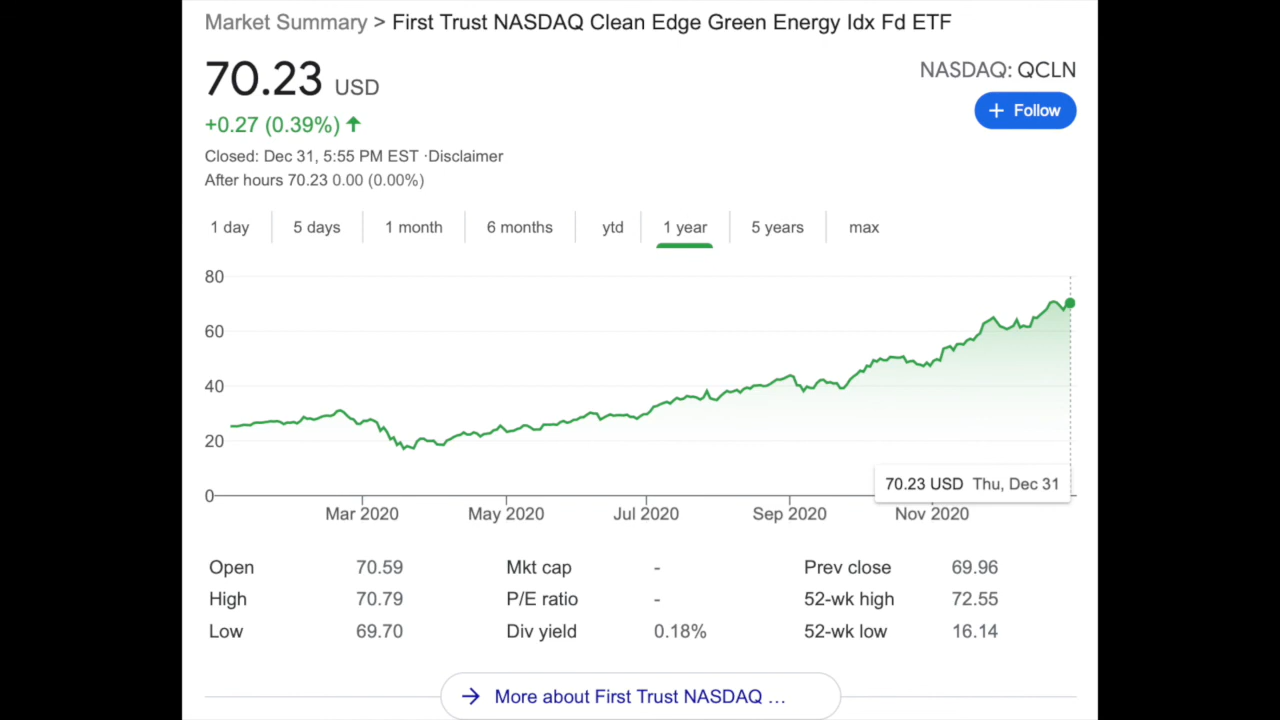 Market Summary > First Trust NASDAQ Clean Edge Green Energy Idx Fd ETF
70.23 USD
NASDAQ: QCLN
+ Follow
+0.27 (0.39%) ↑
Closed: Dec 31, 5:55 PM EST ·Disclaimer
After hours 70.23 0.00 (0.00%)
1 day 5 days 1 month 6 months ytd 1 year 5 years max
80
60
40
20
0
70.23 USD Thu, Dec 31
Mar 2020 May 2020 Jul 2020 Sep 2020 Nov 2020
Open 70.59 Mkt cap - Prev close 69.96
High 70.79 P/E ratio - 52-wk high 72.55
Low 69.70 Div yield 0.18% 52-wk low 16.14
→ More about First Trust NASDAQ ...